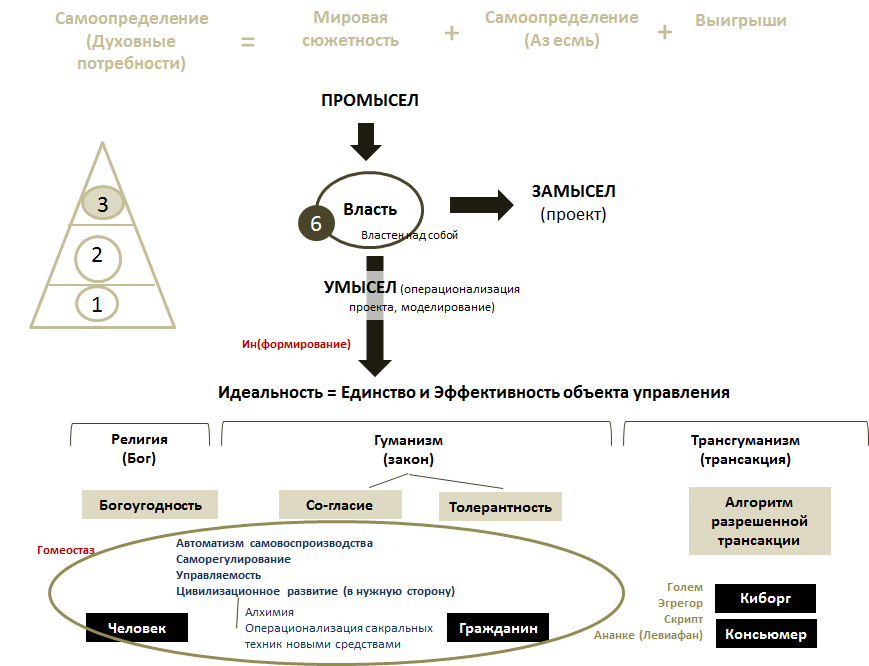 Самоопределение
(Духовные
потребности)
=
Мировая
сюжетность
+
Самоопределение
(Аз есмь)
+
Выигрыши
ПРОМЫСЕЛ
3
2
1
6
Власть
Властен над собой
ЗАМЫСЕЛ
(проект)
УМЫСЕЛ (операционализация
проекта, моделирование)
Ин(формирование)
Идеальность = Единство и Эффективность объекта управления
Религия
(Бог)
Гуманизм
(закон)
Трансгуманизм
(трансакция)
Богоугодность
Со-гласие
Толерантность
Алгоритм
разрешенной
трансакции
Гомеостаз
Автоматизм самовоспроизводства
Саморегулирование
Управляемость
Цивилизационное развитие (в нужную сторону)
Алхимия
Операционализация сакральных
техник новыми средствами
Человек
Гражданин
Голем
Эгрегор
Скрипт
Ананке (Левиафан)
Киборг
Консьюмер